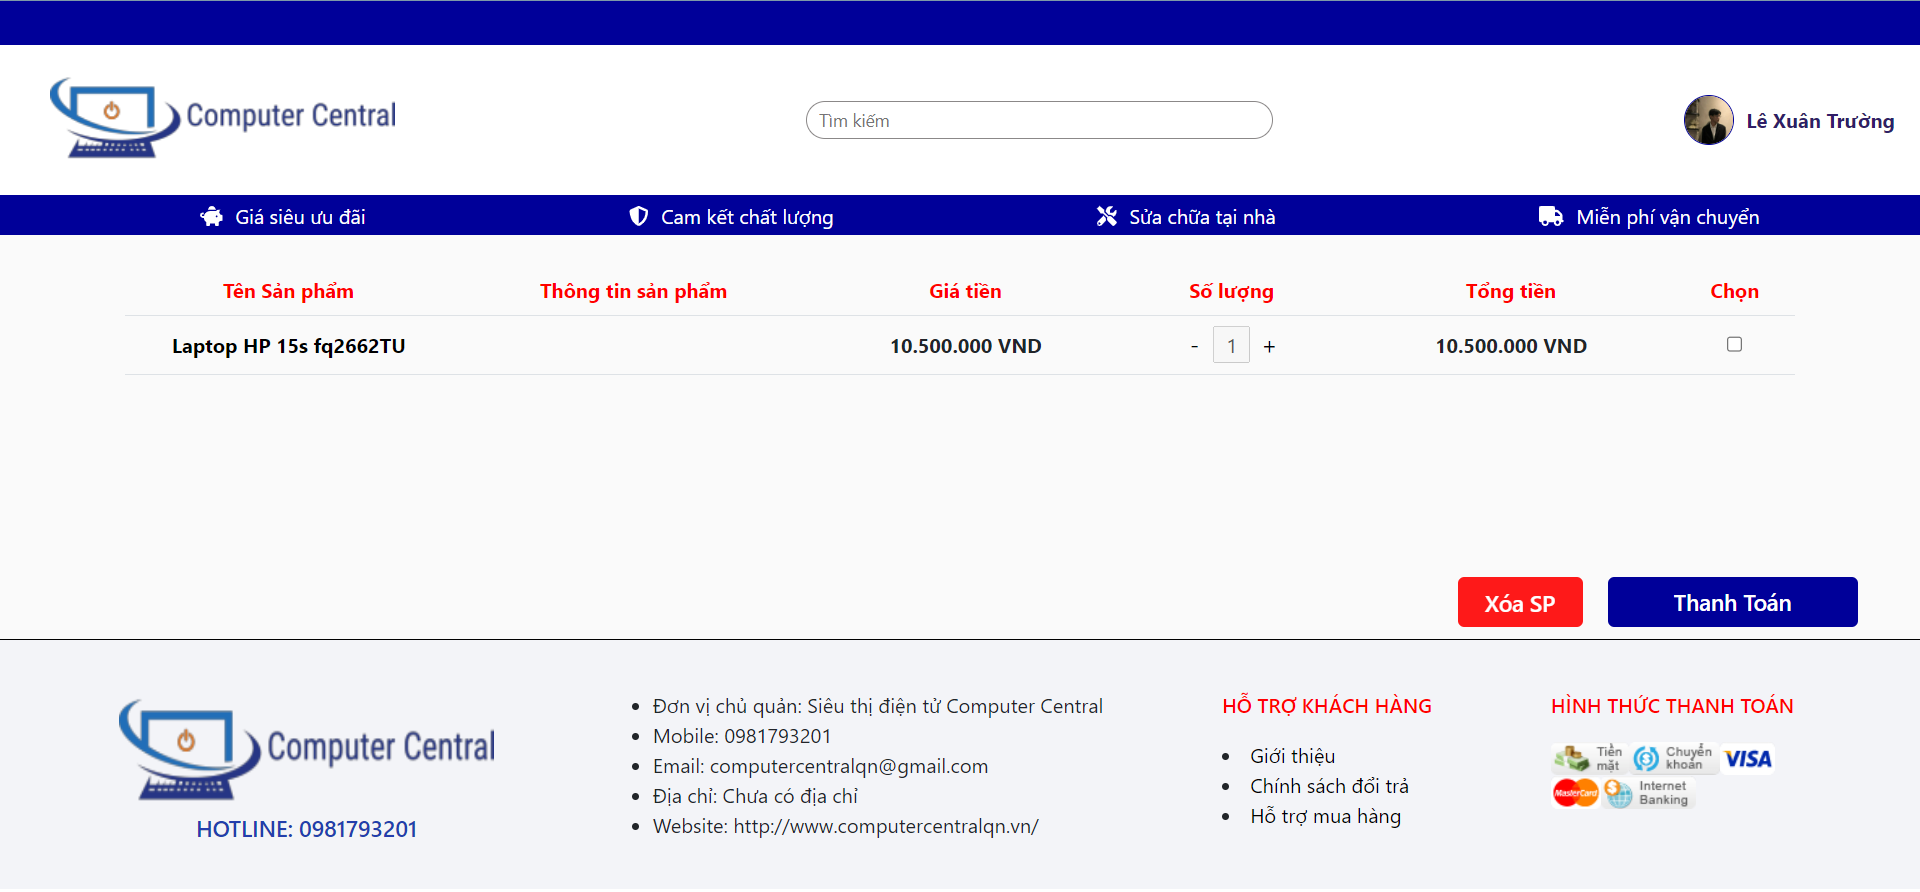 Computer Central
Tìm kiếm
Lê Xuân Trường
Giá siêu ưu đãi
Cam kết chất lượng
Sửa chữa tại nhà
Miễn phí vận chuyển
Tên Sản phẩm Thông tin sản phẩm Giá tiền Số lượng Tổng tiền Chọn
Laptop HP 15s fq2662TU 10.500.000 VND - 1 + 10.500.000 VND
Xóa SP
Thanh Toán
Computer Central
HOTLINE: 0981793201
Đơn vị chủ quản: Siêu thị điện tử Computer Central
Mobile: 0981793201
Email: computercentralqn@gmail.com
Địa chỉ: Chưa có địa chỉ
Website: http://www.computercentralqn.vn/
HỖ TRỢ KHÁCH HÀNG
Giới thiệu
Chính sách đổi trả
Hỗ trợ mua hàng
HÌNH THỨC THANH TOÁN
Tiền mặt
Chuyển khoản
VISA
MasterCard
Internet Banking